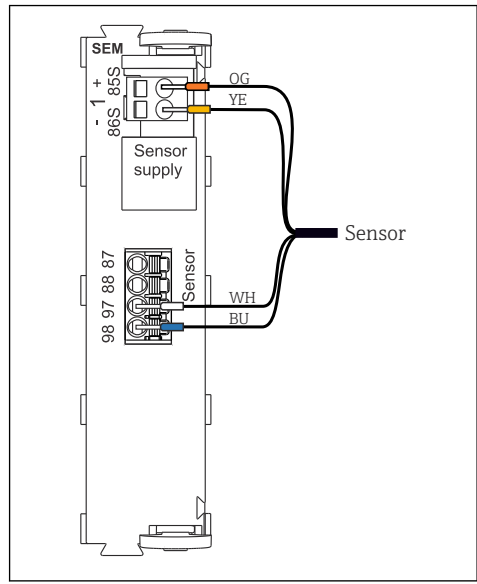 SEM
+ 85S
1
- 86S
OG
YE
Sensor
supply
Sensor
Sensor
87
88
97
98
WH
BU